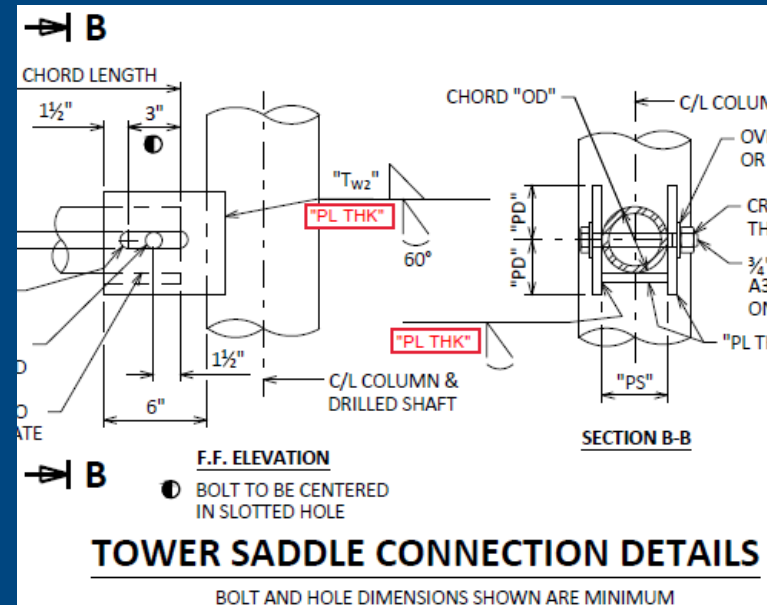 B
CHORD LENGTH
1½"
3"
"Tw2"
"PL THK"
60°
"PL THK"
1½"
6"
C/L COLUMN &
DRILLED SHAFT
ATE
F.F. ELEVATION
BOLT TO BE CENTERED
IN SLOTTED HOLE
B
CHORD "OD"
C/L COLUM
OV
OR
CR
TH
¾"
A3
ON
"PL TH
"PD"
"PD"
"PS"
SECTION B-B
TOWER SADDLE CONNECTION DETAILS
BOLT AND HOLE DIMENSIONS SHOWN ARE MINIMUM